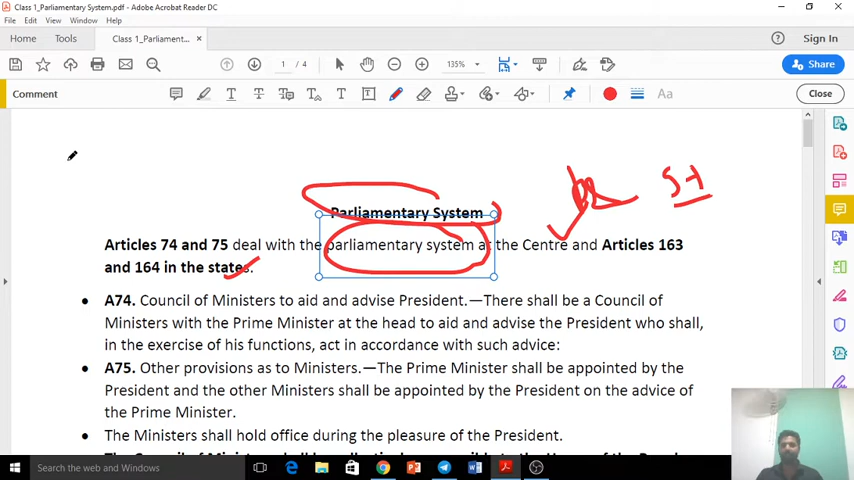 Class 1_Parliamentary System.pdf - Adobe Acrobat Reader DC
File Edit View Window Help
Home Tools Class 1_Parliament... × Sign In
1 / 4 135% Share
Comment Close
Parliamentary System
Articles 74 and 75 deal with the parliamentary system at the Centre and Articles 163
and 164 in the states.
• A74. Council of Ministers to aid and advise President.—There shall be a Council of
Ministers with the Prime Minister at the head to aid and advise the President who shall,
in the exercise of his functions, act in accordance with such advice:
• A75. Other provisions as to Ministers.—The Prime Minister shall be appointed by the
President and the other Ministers shall be appointed by the President on the advice of
the Prime Minister.
• The Ministers shall hold office during the pleasure of the President.
Search the web and Windows